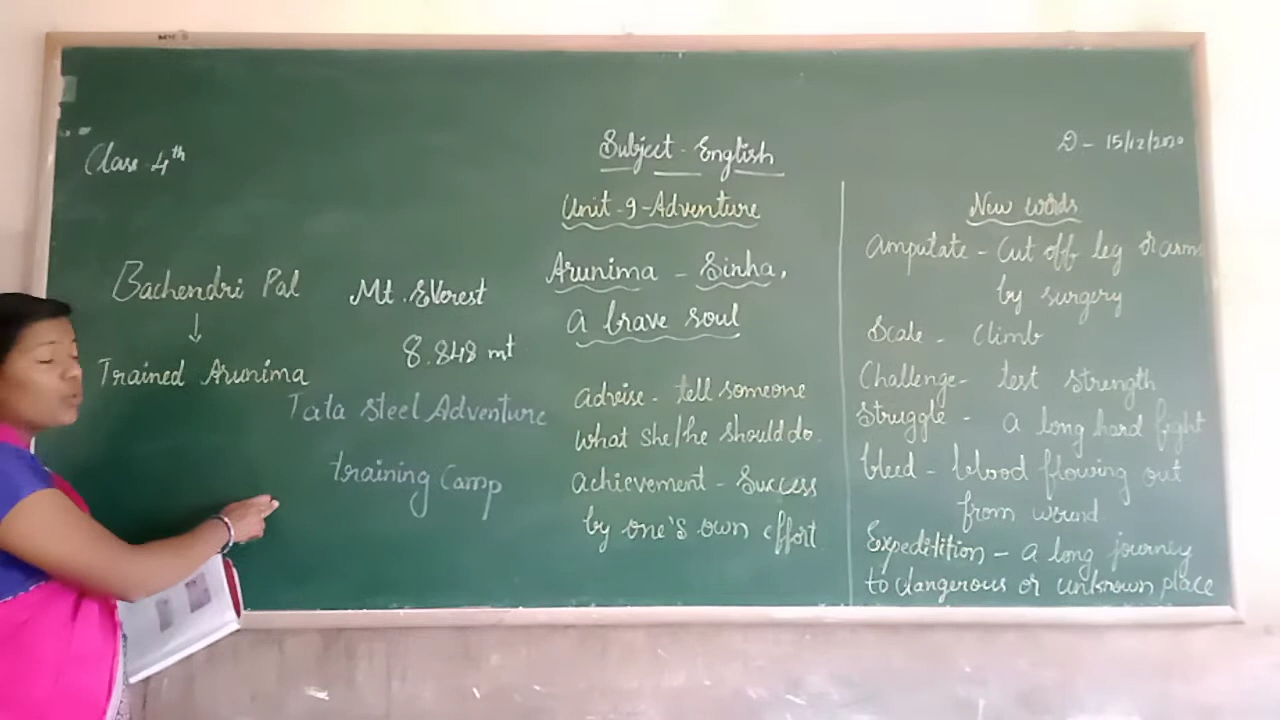 Class-4th
Subject-English
D-15/12/2020
Unit-9-Adventure
Arunima-Sinha,
a brave soul
Bachendri Pal
↓
Trained Arunima
Mt. Everest
8.848 mt
Tata Steel Adventure
training Camp
advise- tell someone
what she/he should do
achievement - Success
by one's own effort
New words
amputate - Cut off leg or arms
by surgery
Scale - Climb
Challenge- test strength
Struggle - a long hard fight
bleed - blood flowing out
from wound
Expedition - a long journey
to dangerous or unknown place